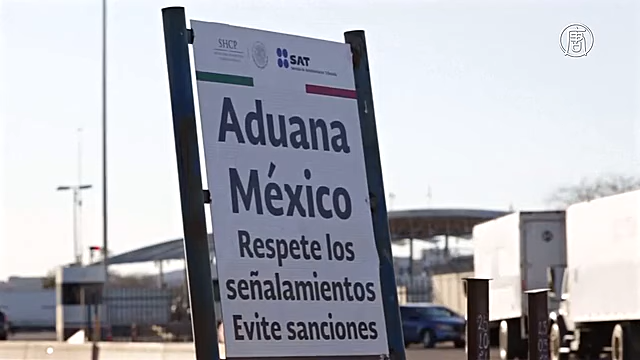 SHCP
SAT
Aduana
México
Respete los
señalamientos
Evite sanciones